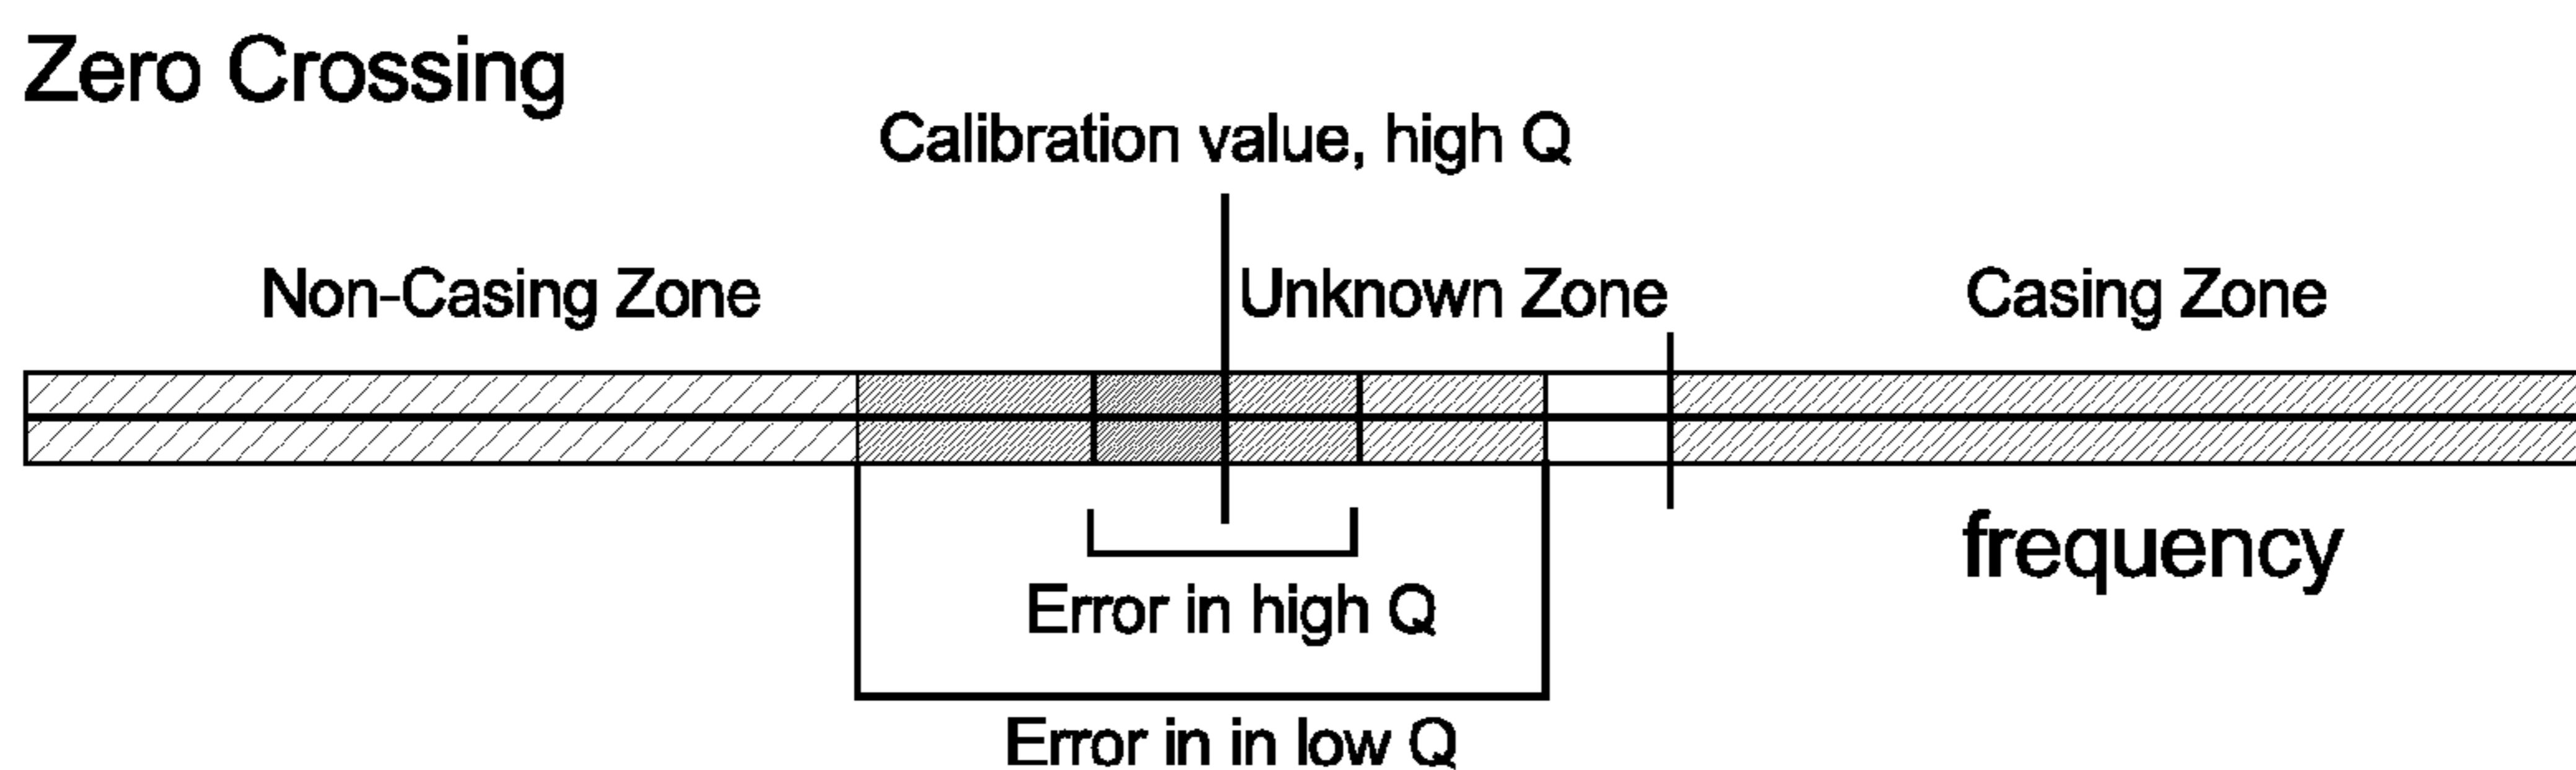 Zero Crossing
Calibration value, high Q
Non-Casing Zone
Unknown Zone
Casing Zone
frequency
Error in high Q
Error in in low Q